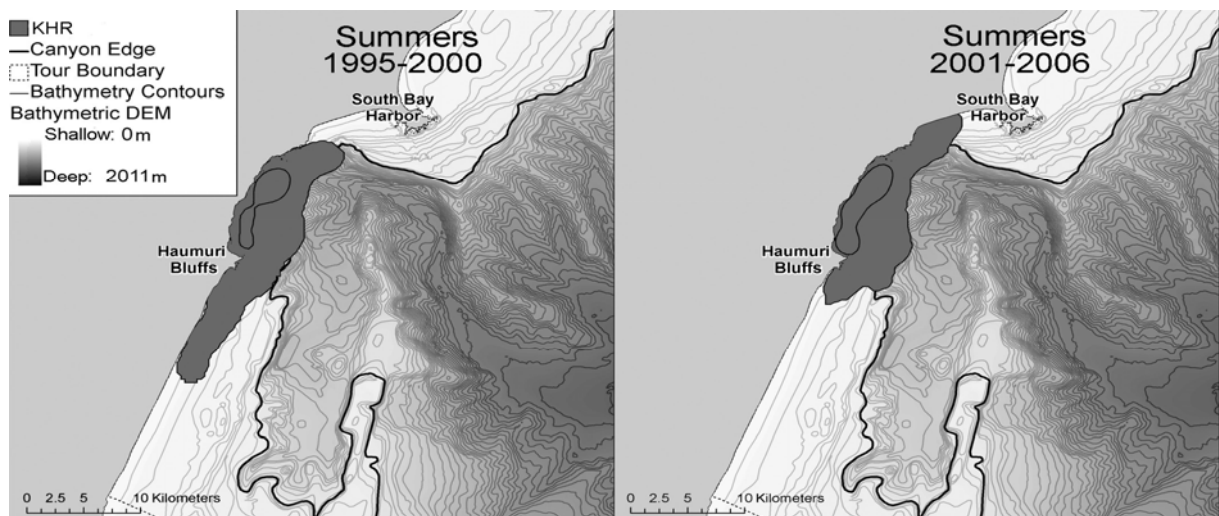 KHR
Canyon Edge
Tour Boundary
Bathymetry Contours
Bathymetric DEM
Shallow: 0m
Deep: 2011m
Summers
1995-2000
South Bay
Harbor
Haumuri
Bluffs
0 2.5 5 10 Kilometers
Summers
2001-2006
South Bay
Harbor
Haumuri
Bluffs
0 2.5 5 10 Kilometers